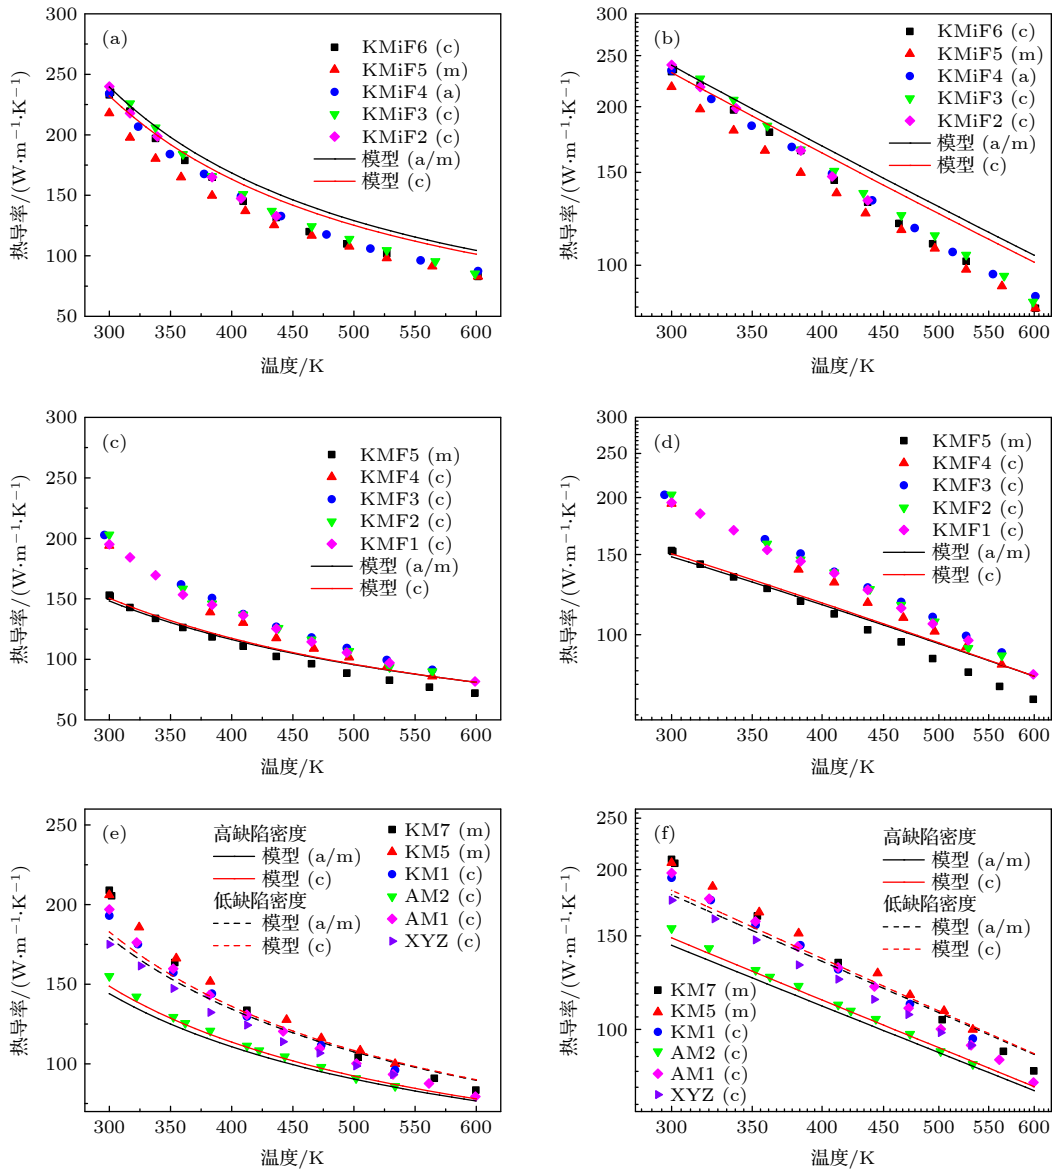 (a)
KMiF6 (c)
KMiF5 (m)
KMiF4 (a)
KMiF3 (c)
KMiF2 (c)
模型 (a/m)
模型 (c)
300
250
200
150
100
50
300
350
400
450
500
550
600
热导率/(W·m⁻¹·K⁻¹)
温度/K
(b)
KMiF6 (c)
KMiF5 (m)
KMiF4 (a)
KMiF3 (c)
KMiF2 (c)
模型 (a/m)
模型 (c)
300
250
200
150
100
300
350
400
450
500
550
600
热导率/(W·m⁻¹·K⁻¹)
温度/K
(c)
KMF5 (m)
KMF4 (c)
KMF3 (c)
KMF2 (c)
KMF1 (c)
模型 (a/m)
模型 (c)
300
250
200
150
100
50
300
350
400
450
500
550
600
热导率/(W·m⁻¹·K⁻¹)
温度/K
(d)
KMF5 (m)
KMF4 (c)
KMF3 (c)
KMF2 (c)
KMF1 (c)
模型 (a/m)
模型 (c)
300
250
200
150
100
300
350
400
450
500
550
600
热导率/(W·m⁻¹·K⁻¹)
温度/K
(e)
高缺陷密度
模型 (a/m)
模型 (c)
低缺陷密度
模型 (a/m)
模型 (c)
KM7 (m)
KM5 (m)
KM1 (c)
AM2 (c)
AM1 (c)
XYZ (c)
250
200
150
100
300
350
400
450
500
550
600
热导率/(W·m⁻¹·K⁻¹)
温度/K
(f)
高缺陷密度
模型 (a/m)
模型 (c)
低缺陷密度
模型 (a/m)
模型 (c)
KM7 (m)
KM5 (m)
KM1 (c)
AM2 (c)
AM1 (c)
XYZ (c)
250
200
150
100
300
350
400
450
500
550
600
热导率/(W·m⁻¹·K⁻¹)
温度/K